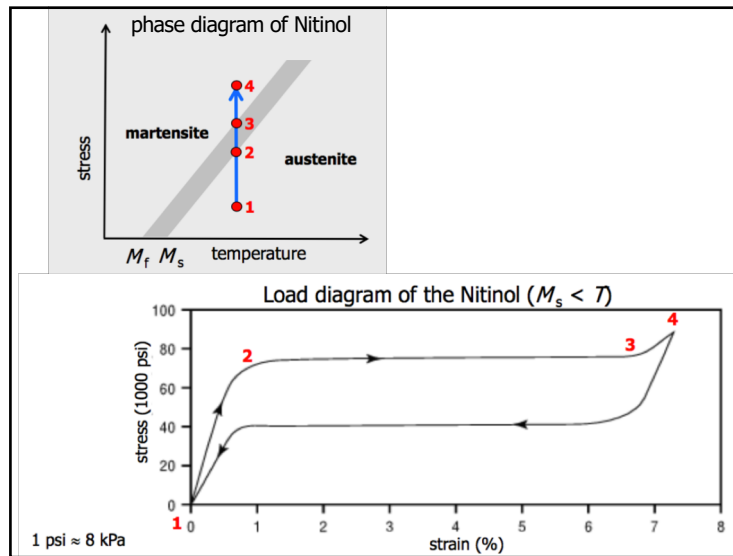 phase diagram of Nitinol
stress
martensite
austenite
4
3
2
1
Mf Ms temperature
Load diagram of the Nitinol (Ms < T)
stress (1000 psi)
100
80
60
40
20
0
2
3
4
1
0 1 2 3 4 5 6 7 8
strain (%)
1 psi ≈ 8 kPa